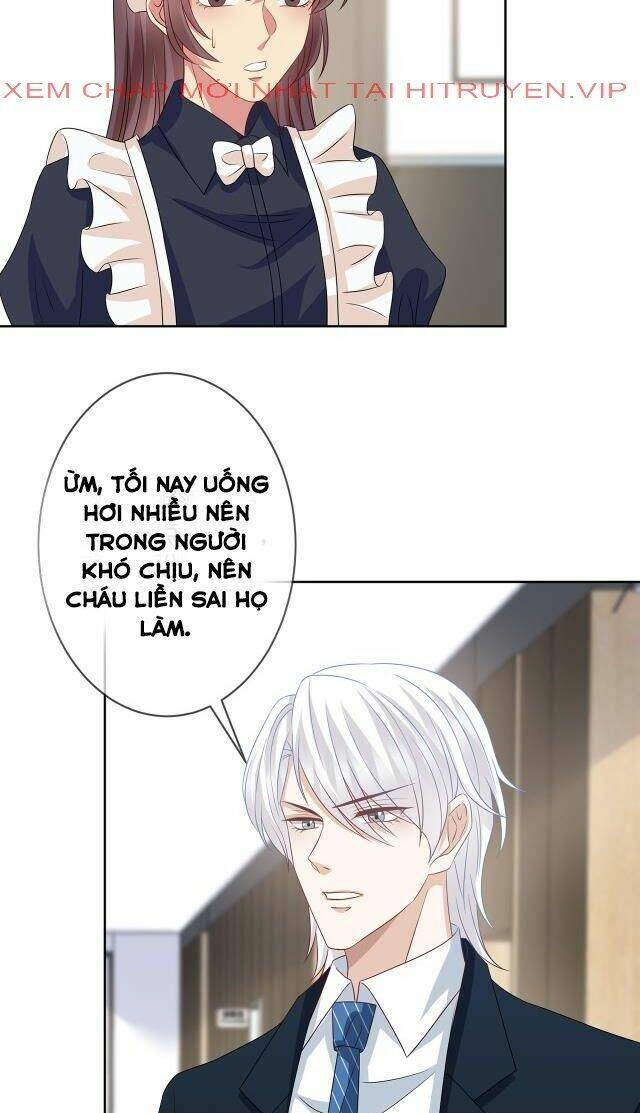 XEM CHAP MỚI NHẤT TẠI HITRUYEN.VIP
ỪM, TỐI NAY UỐNG
HƠI NHIỀU NÊN
TRONG NGƯỜI
KHÓ CHỊU, NÊN
CHÁU LIỀN SAI HỌ
LÀM.